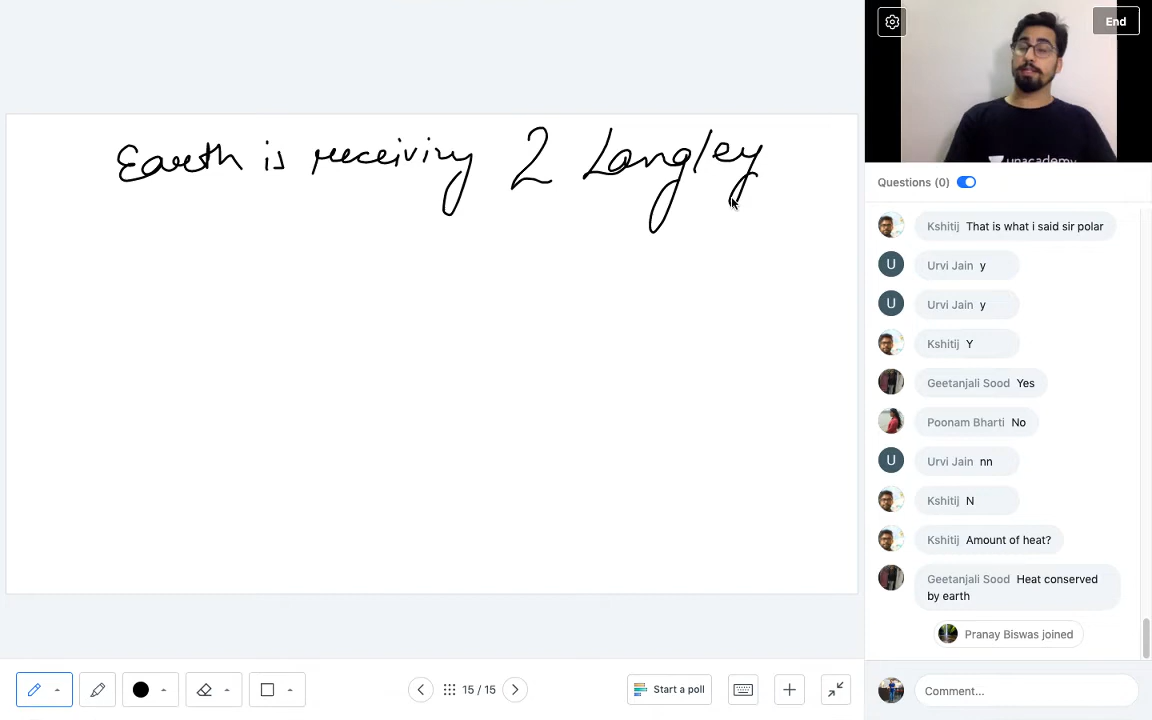 End
Earth is receiving 2 Langley
unacademy
Questions (0)
Kshitij That is what i said sir polar
U Urvi Jain y
U Urvi Jain y
Kshitij Y
Geetanjali Sood Yes
Poonam Bharti No
U Urvi Jain nn
Kshitij N
Kshitij Amount of heat?
Geetanjali Sood Heat conserved
by earth
Pranay Biswas joined
15 / 15
Start a poll
Comment...